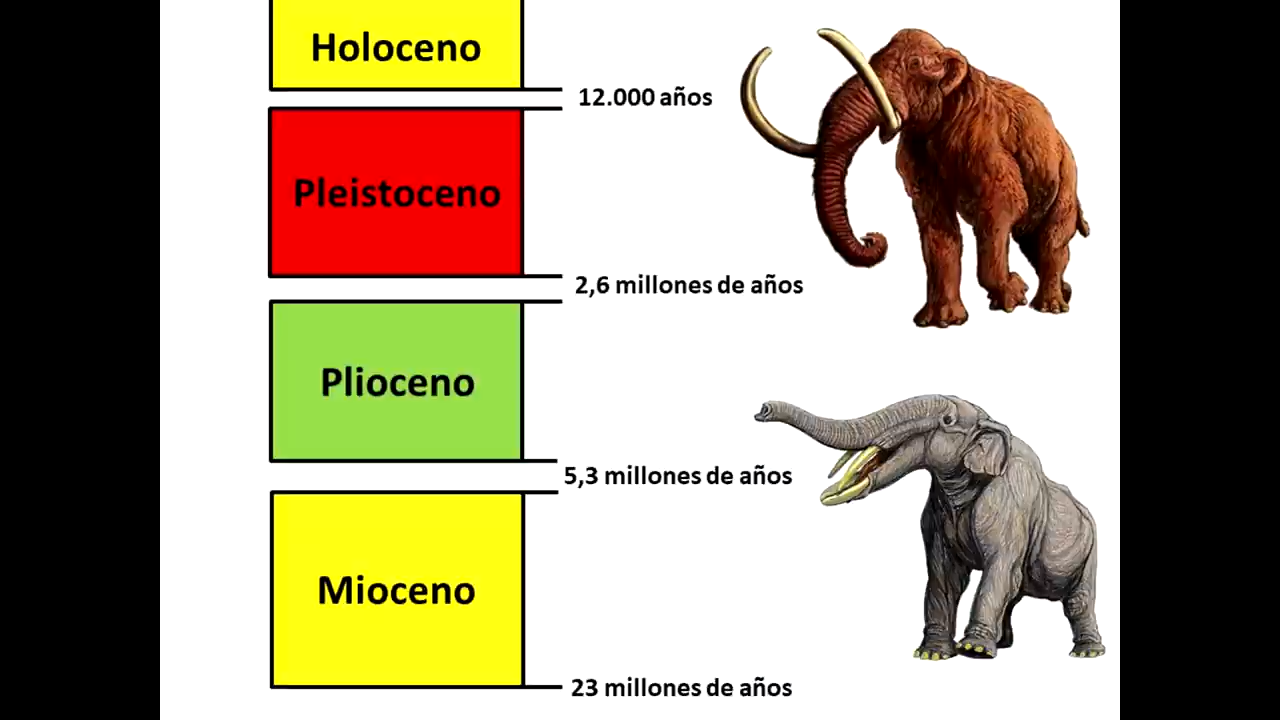 Holoceno
12.000 años
Pleistoceno
2,6 millones de años
Plioceno
5,3 millones de años
Mioceno
23 millones de años